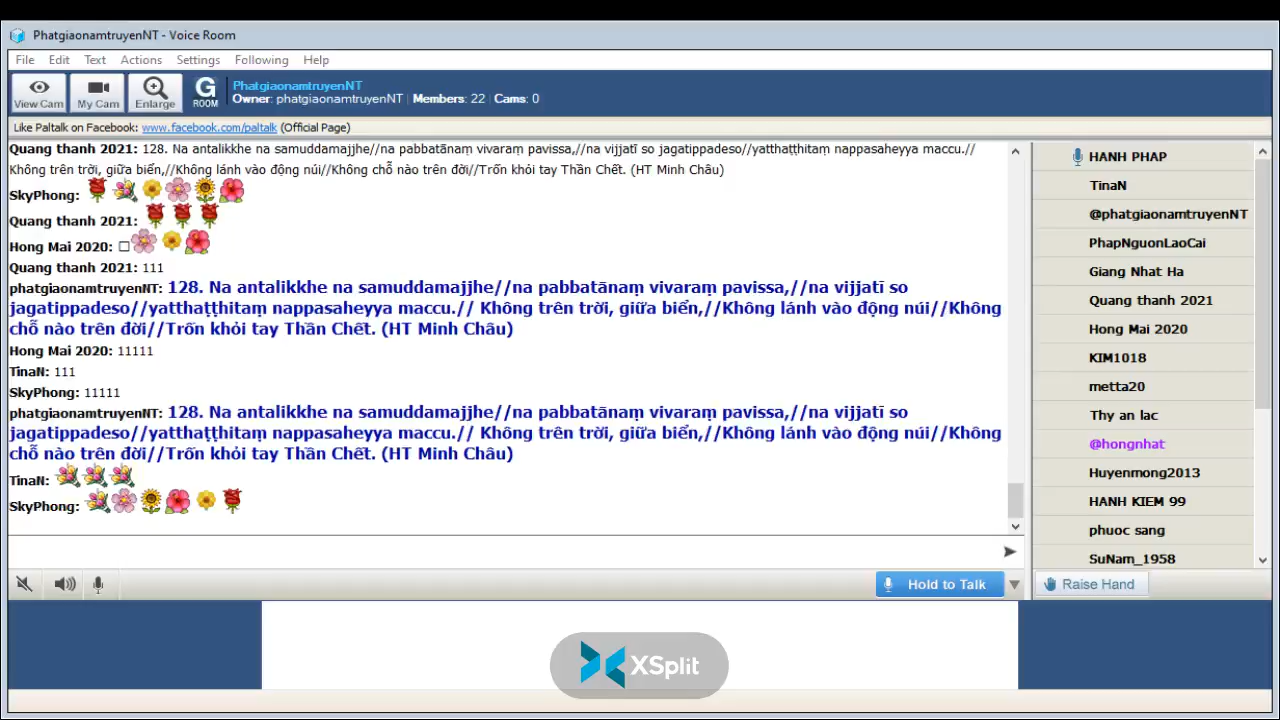 PhatgiaonamtruyenNT - Voice Room
File Edit Text Actions Settings Following Help
View Cam My Cam Enlarge G ROOM
PhatgiaonamtruyenNT
Owner: phatgiaonamtruyenNT | Members: 22 | Cams: 0
Like Paltalk on Facebook: www.facebook.com/paltalk (Official Page)
Quang thanh 2021: 128. Na antalikkhe na samuddamajjhe//na pabbatānaṃ vivaraṃ pavissa,//na vijjatī so jagatippadeso//yatthaṭṭhitaṃ nappasaheyya maccu.//
Không trên trời, giữa biển,//Không lánh vào động núi//Không chỗ nào trên đời//Trốn khỏi tay Thần Chết. (HT Minh Châu)
SkyPhong:
Quang thanh 2021:
Hong Mai 2020: □
Quang thanh 2021: 111
phatgiaonamtruyenNT: 128. Na antalikkhe na samuddamajjhe//na pabbatānaṃ vivaraṃ pavissa,//na vijjatī so
jagatippadeso//yatthaṭṭhitaṃ nappasaheyya maccu.// Không trên trời, giữa biển,//Không lánh vào động núi//Không
chỗ nào trên đời//Trốn khỏi tay Thần Chết. (HT Minh Châu)
Hong Mai 2020: 11111
TinaN: 111
SkyPhong: 11111
phatgiaonamtruyenNT: 128. Na antalikkhe na samuddamajjhe//na pabbatānaṃ vivaraṃ pavissa,//na vijjatī so
jagatippadeso//yatthaṭṭhitaṃ nappasaheyya maccu.// Không trên trời, giữa biển,//Không lánh vào động núi//Không
chỗ nào trên đời//Trốn khỏi tay Thần Chết. (HT Minh Châu)
TinaN:
SkyPhong:
HANH PHAP
TinaN
@phatgiaonamtruyenNT
PhapNguonLaoCai
Giang Nhat Ha
Quang thanh 2021
Hong Mai 2020
KIM1018
metta20
Thy an lac
@hongnhat
Huyenmong2013
HANH KIEM 99
phuoc sang
SuNam_1958
Hold to Talk
Raise Hand
XSplit